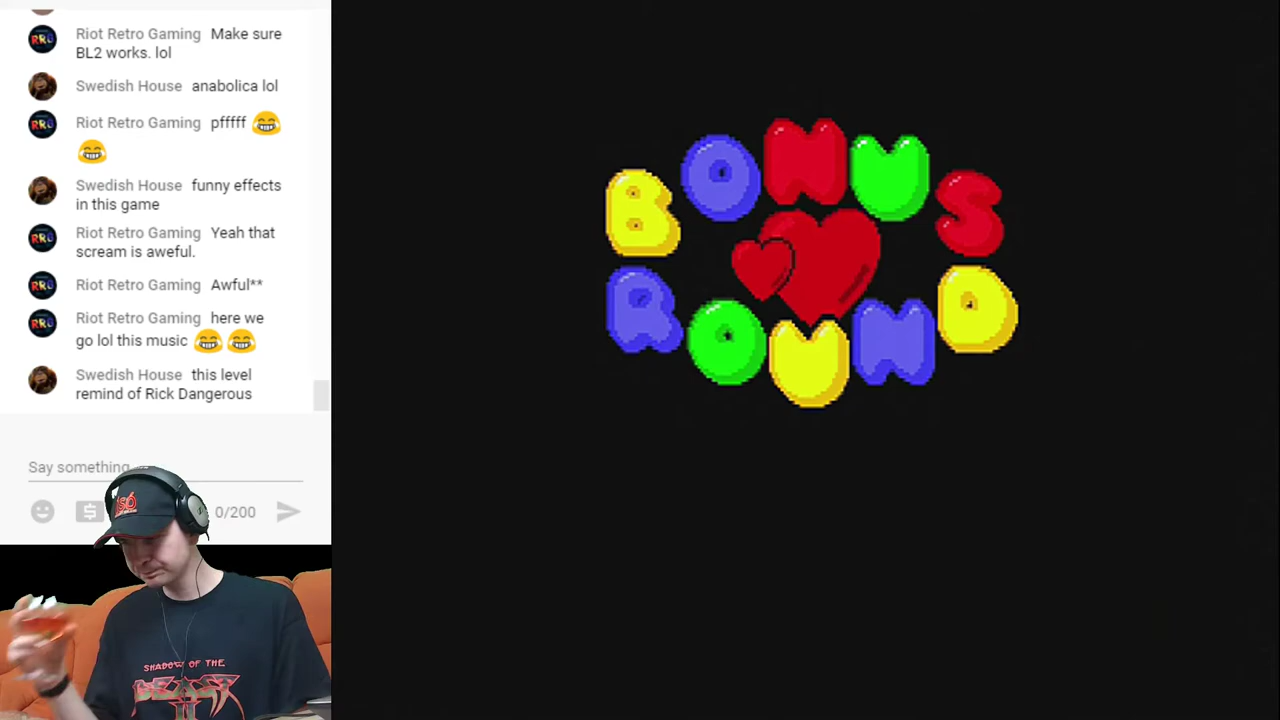 Riot Retro Gaming Make sure
BL2 works. lol
Swedish House anabolica lol
Riot Retro Gaming pfffff
Swedish House funny effects
in this game
Riot Retro Gaming Yeah that
scream is aweful.
Riot Retro Gaming Awful**
Riot Retro Gaming here we
go lol this music
Swedish House this level
remind of Rick Dangerous
Say something
0/200
BONUS
ROUND
SHADOW OF THE
BEAST
II